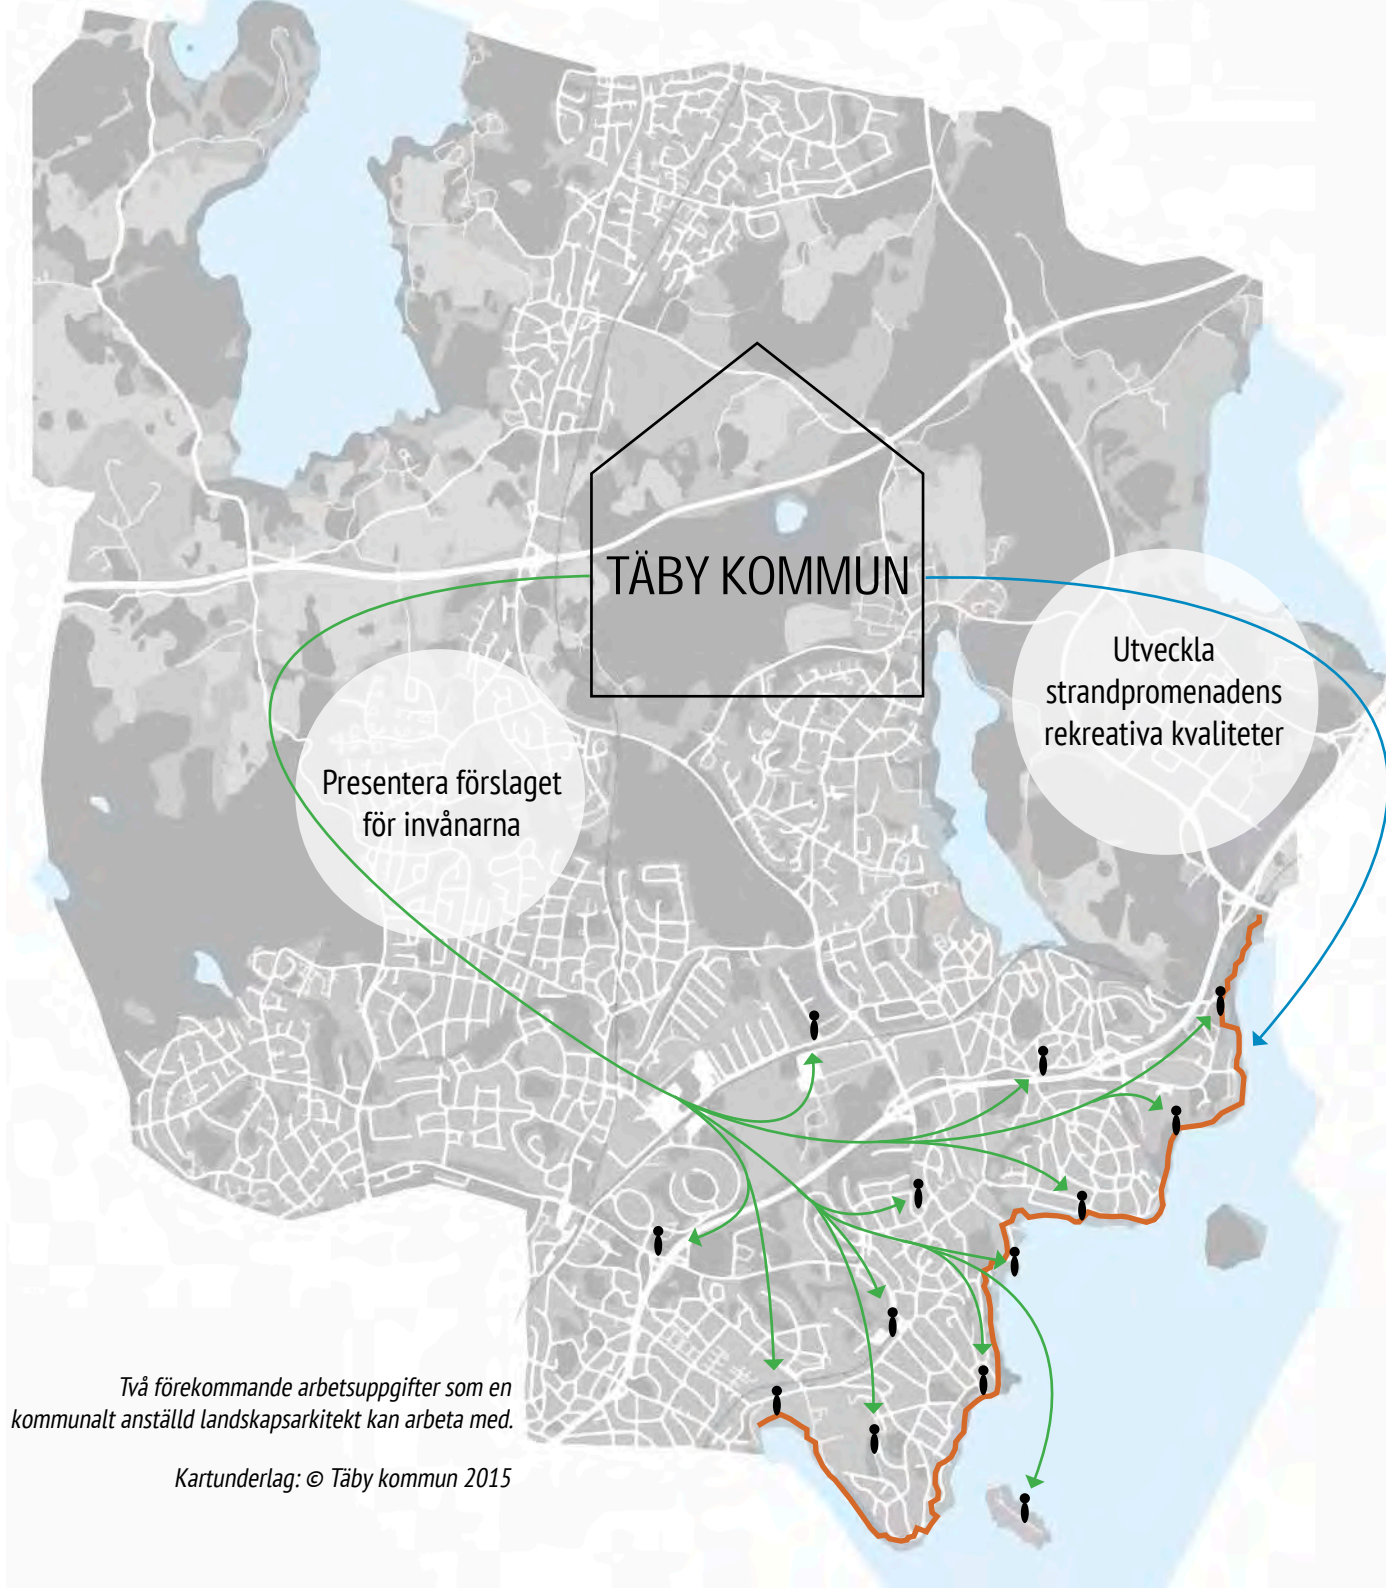 TÄBY KOMMUN
Utveckla
strandpromenadens
rekreativa kvaliteter
Presentera förslaget
för invånarna
Två förekommande arbetsuppgifter som en
kommunalt anställd landskapsarkitekt kan arbeta med.
Kartunderlag: © Täby kommun 2015